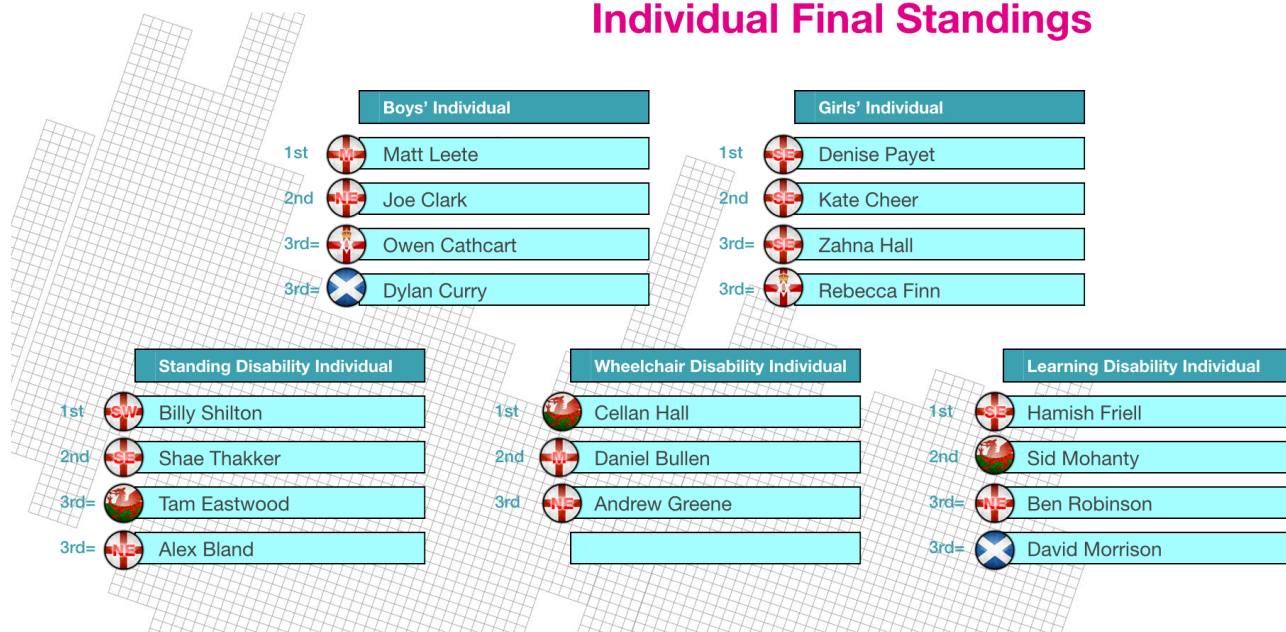 Individual Final Standings
Boys' Individual
1st M Matt Leete
2nd NE Joe Clark
3rd= Owen Cathcart
3rd= Dylan Curry
Girls' Individual
1st SE Denise Payet
2nd SE Kate Cheer
3rd= SE Zahna Hall
3rd= Rebecca Finn
Standing Disability Individual
1st SW Billy Shilton
2nd SE Shae Thakker
3rd= Tam Eastwood
3rd= NE Alex Bland
Wheelchair Disability Individual
1st Cellan Hall
2nd M Daniel Bullen
3rd NE Andrew Greene
Learning Disability Individual
1st SE Hamish Friell
2nd Sid Mohanty
3rd= NE Ben Robinson
3rd= David Morrison